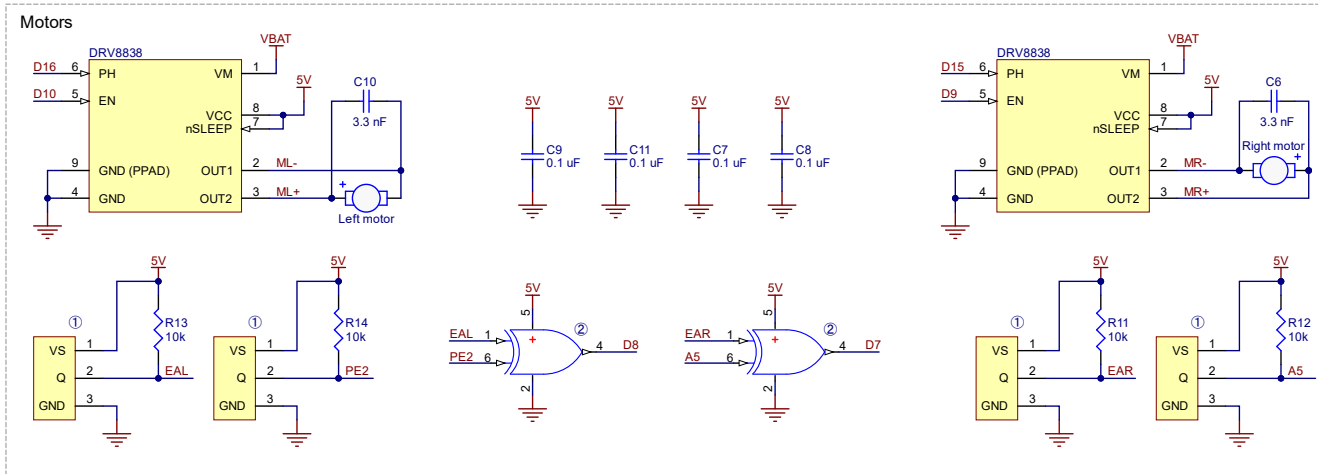 Motors
DRV8838
D16 6 PH VM 1 VBAT
D10 5 EN
VCC 8 5V
nSLEEP 7
9 GND (PPAD) OUT1 2 ML-
4 GND OUT2 3 ML+
C10
3.3 nF
+
Left motor
5V 5V 5V 5V
C9 C11 C7 C8
0.1 uF 0.1 uF 0.1 uF 0.1 uF
DRV8838
D15 6 PH VM 1 VBAT
D9 5 EN
VCC 8 5V
nSLEEP 7
9 GND (PPAD) OUT1 2 MR-
4 GND OUT2 3 MR+
C6
3.3 nF
Right motor
+
5V
①
R13
10k
VS 1
Q 2 EAL
GND 3
5V
①
R14
10k
VS 1
Q 2 PE2
GND 3
5V
5
②
EAL 1 +
PE2 6 4 D8
2
5V
5
②
EAR 1 +
A5 6 4 D7
2
5V
①
R11
10k
VS 1
Q 2 EAR
GND 3
5V
①
R12
10k
VS 1
Q 2 A5
GND 3